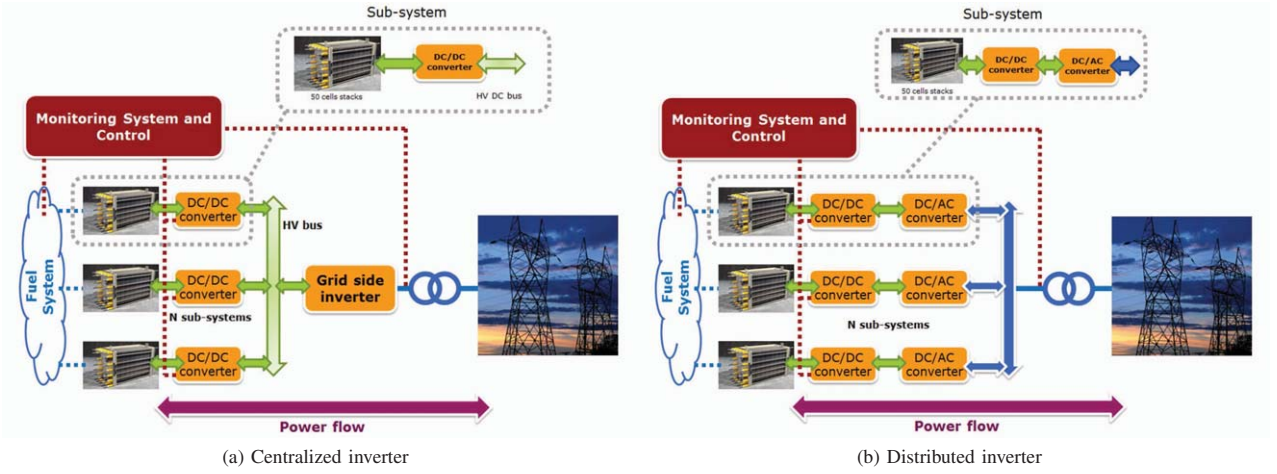 Sub-system
DC/DC
converter
50 cells stacks
HV DC bus
Monitoring System and
Control
DC/DC
converter
HV bus
Fuel
System
DC/DC
converter
Grid side
inverter
N sub-systems
DC/DC
converter
Power flow
(a) Centralized inverter
Sub-system
DC/DC
converter
DC/AC
converter
50 cells stacks
Monitoring System and
Control
DC/DC
converter
DC/AC
converter
Fuel
System
DC/DC
converter
DC/AC
converter
N sub-systems
DC/DC
converter
DC/AC
converter
Power flow
(b) Distributed inverter